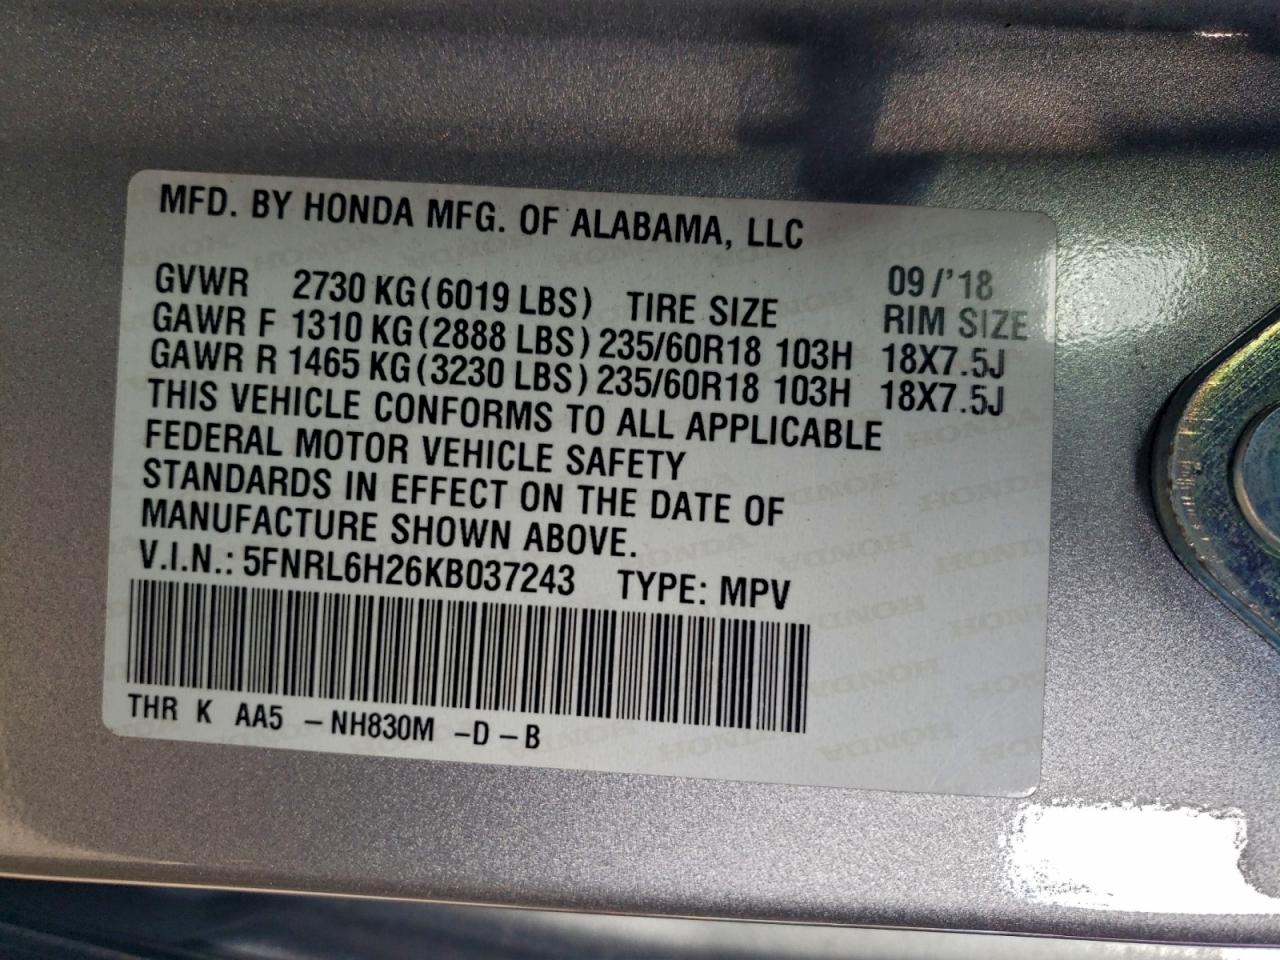 MFD. BY HONDA MFG. OF ALABAMA, LLC
09/'18
GVWR 2730 KG(6019 LBS) TIRE SIZE RIM SIZE
GAWR F 1310 KG(2888 LBS)235/60R18 103H 18X7.5J
GAWR R 1465 KG(3230 LBS)235/60R18 103H 18X7.5J
THIS VEHICLE CONFORMS TO ALL APPLICABLE
FEDERAL MOTOR VEHICLE SAFETY
STANDARDS IN EFFECT ON THE DATE OF
MANUFACTURE SHOWN ABOVE.
V.I.N.: 5FNRL6H26KB037243 TYPE: MPV
THR K AA5 -NH830M -D-B